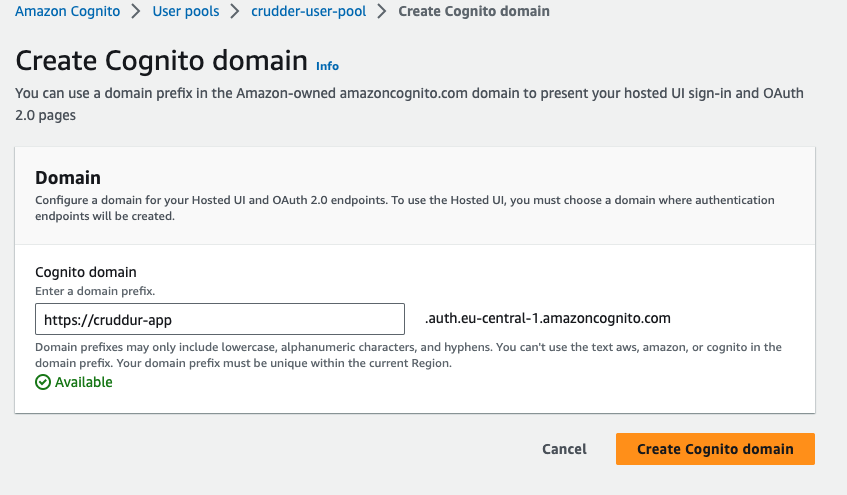 Amazon Cognito > User pools > crudder-user-pool > Create Cognito domain
Create Cognito domain Info
You can use a domain prefix in the Amazon-owned amazoncognito.com domain to present your hosted UI sign-in and OAuth
2.0 pages
Domain
Configure a domain for your Hosted UI and OAuth 2.0 endpoints. To use the Hosted UI, you must choose a domain where authentication
endpoints will be created.
Cognito domain
Enter a domain prefix.
https://cruddur-app .auth.eu-central-1.amazoncognito.com
Domain prefixes may only include lowercase, alphanumeric characters, and hyphens. You can't use the text aws, amazon, or cognito in the
domain prefix. Your domain prefix must be unique within the current Region.
Available
Cancel Create Cognito domain